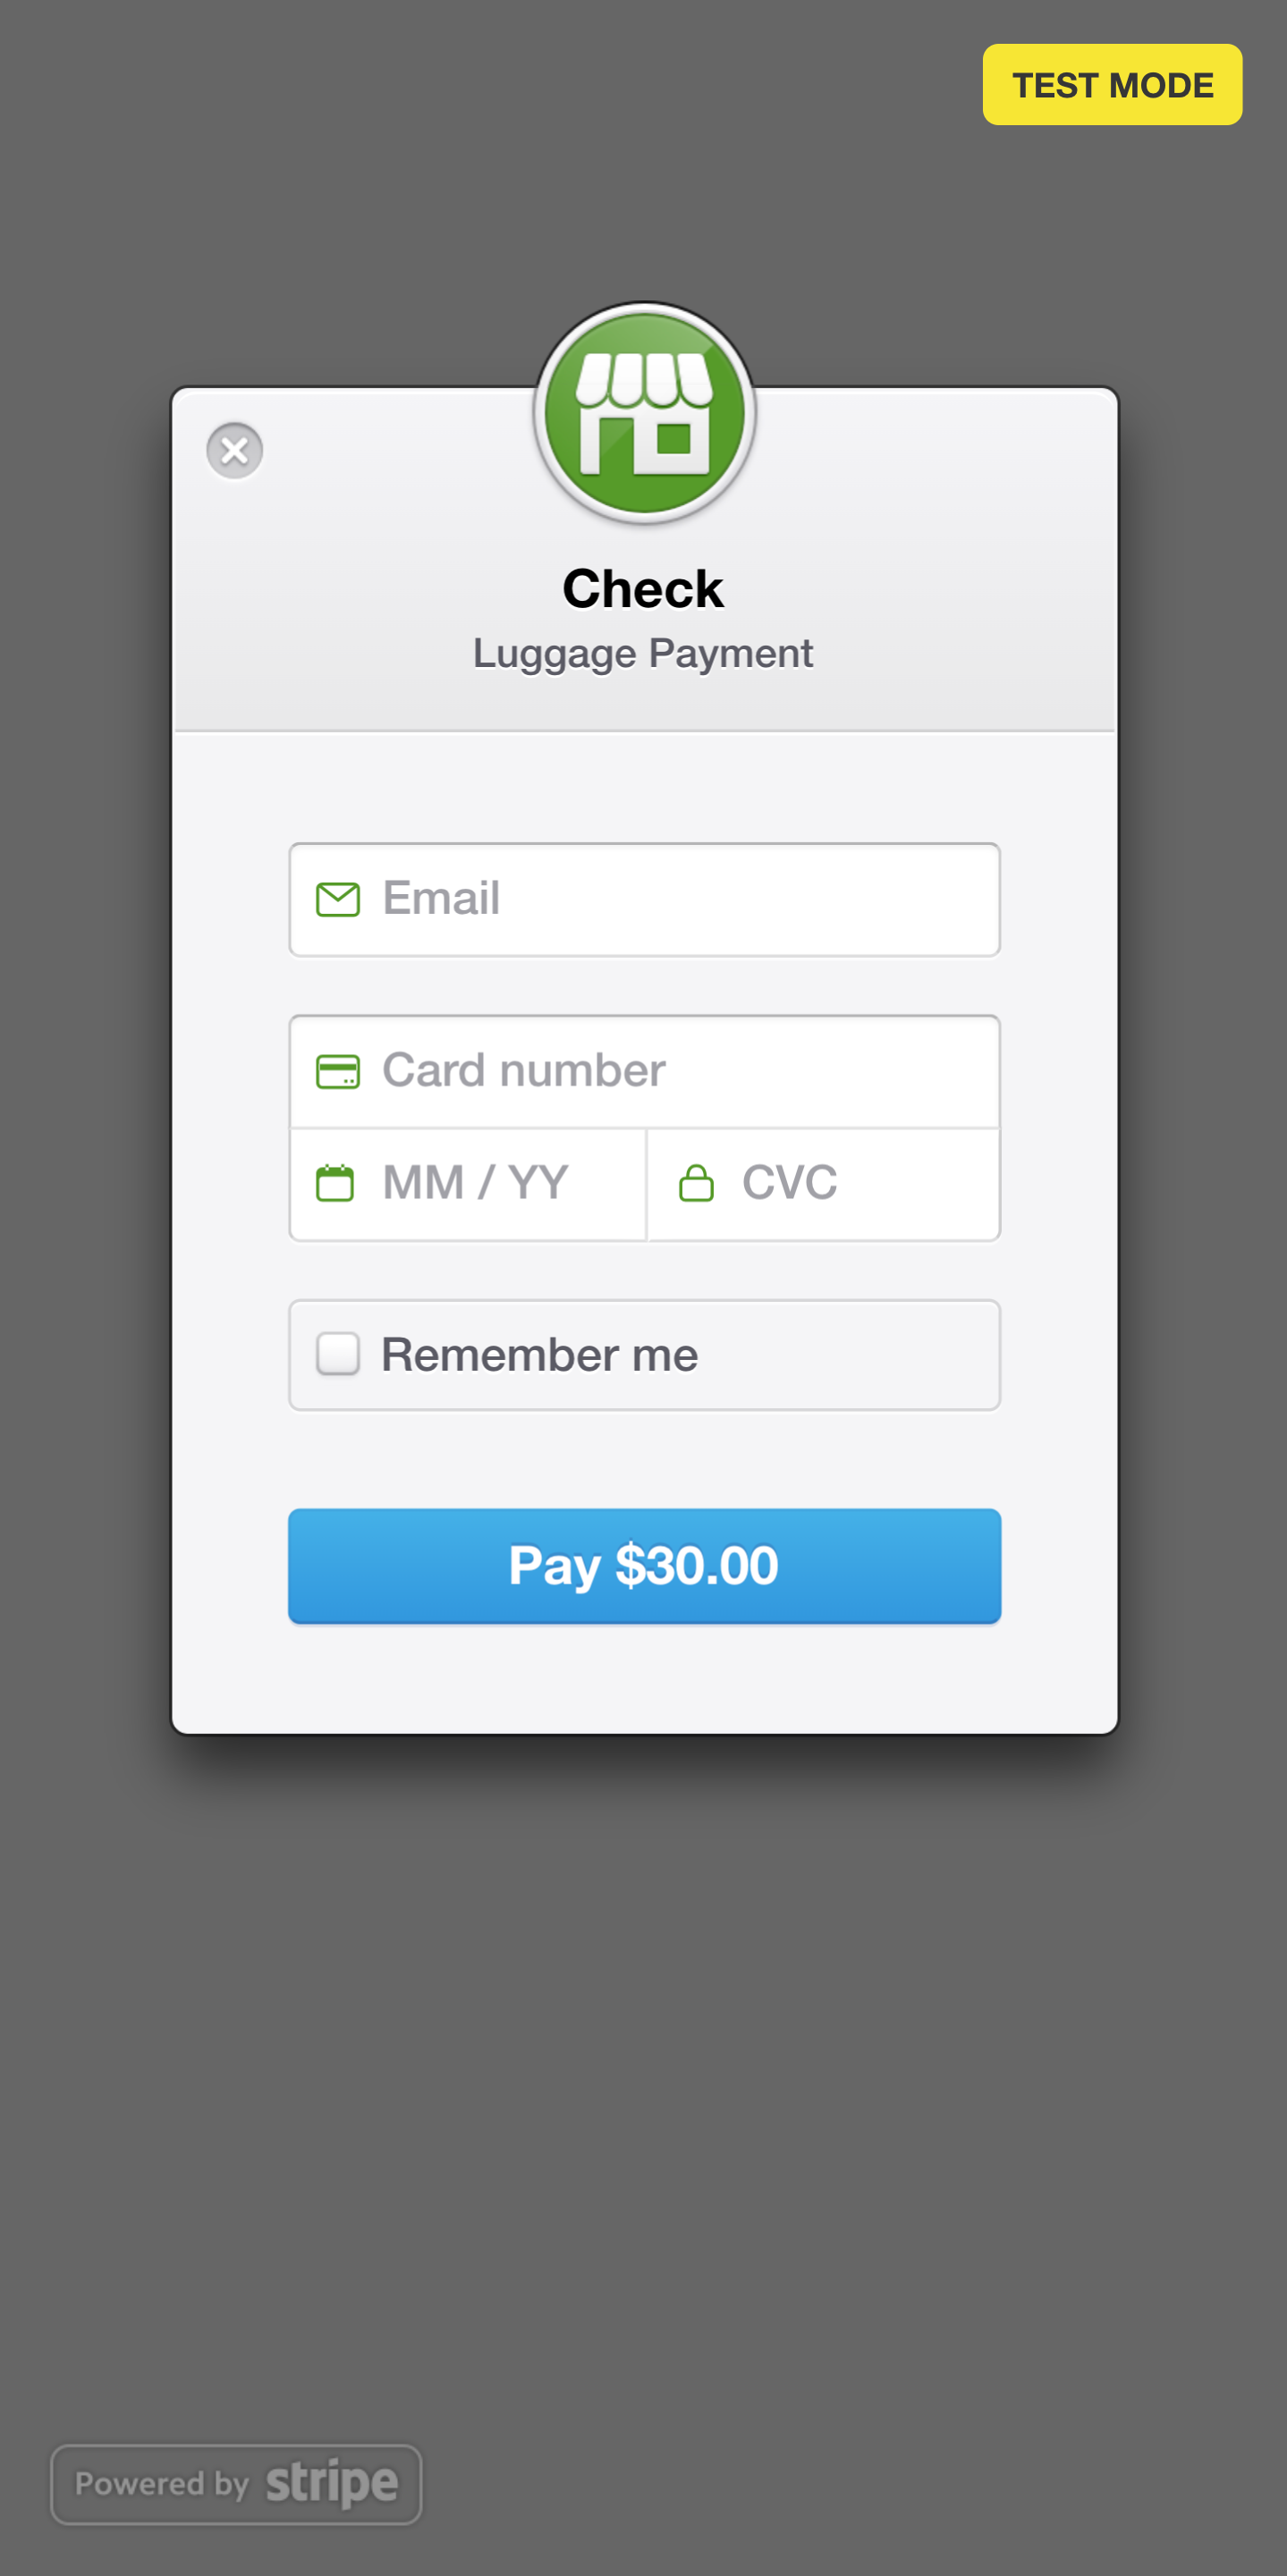 TEST MODE
Check
Luggage Payment
Email
Card number
MM / YY
CVC
Remember me
Pay $30.00
Powered by stripe